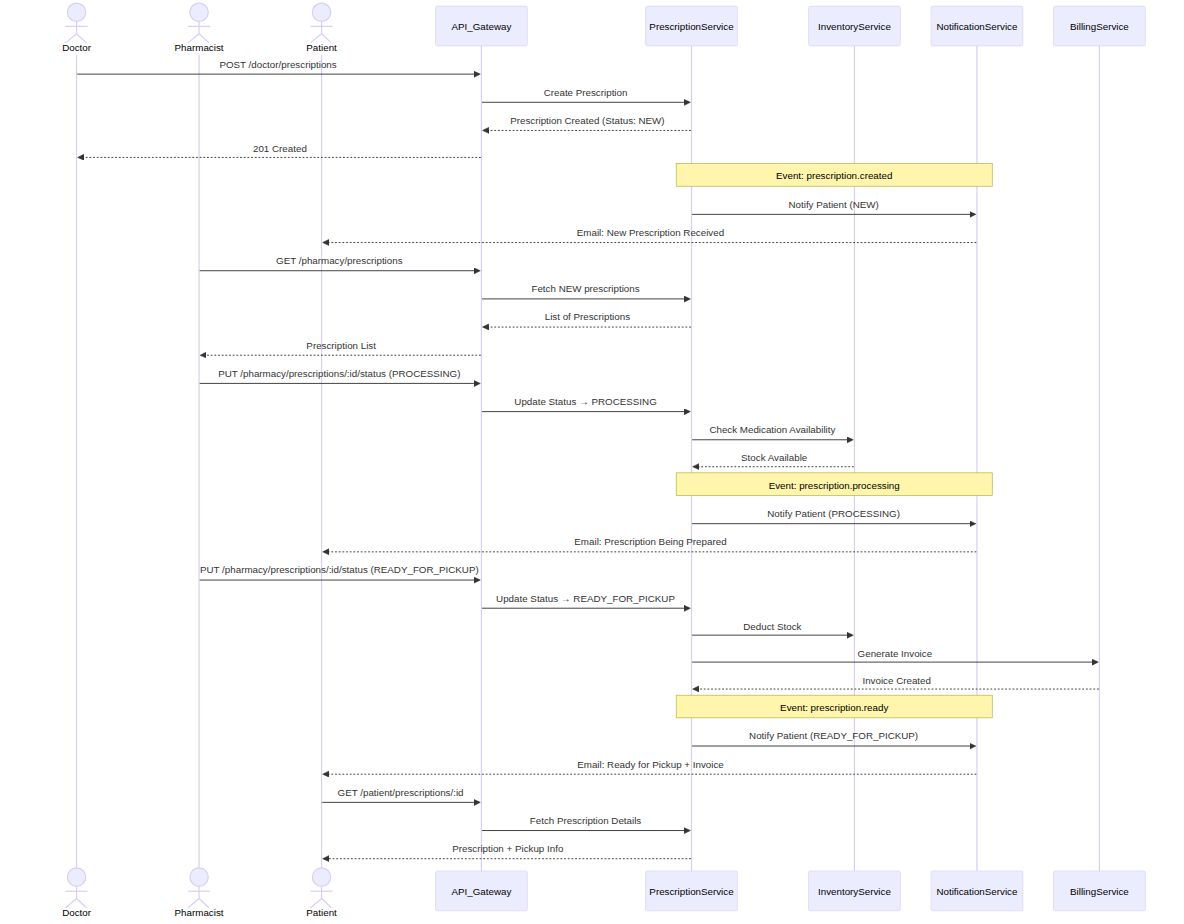 Doctor
Pharmacist
Patient
API_Gateway
PrescriptionService
InventoryService
NotificationService
BillingService
POST /doctor/prescriptions
Create Prescription
Prescription Created (Status: NEW)
201 Created
Event: prescription.created
Notify Patient (NEW)
Email: New Prescription Received
GET /pharmacy/prescriptions
Fetch NEW prescriptions
List of Prescriptions
Prescription List
PUT /pharmacy/prescriptions/:id/status (PROCESSING)
Update Status → PROCESSING
Check Medication Availability
Stock Available
Event: prescription.processing
Notify Patient (PROCESSING)
Email: Prescription Being Prepared
PUT /pharmacy/prescriptions/:id/status (READY_FOR_PICKUP)
Update Status → READY_FOR_PICKUP
Deduct Stock
Generate Invoice
Invoice Created
Event: prescription.ready
Notify Patient (READY_FOR_PICKUP)
Email: Ready for Pickup + Invoice
GET /patient/prescriptions/:id
Fetch Prescription Details
Prescription + Pickup Info
Doctor
Pharmacist
Patient
API_Gateway
PrescriptionService
InventoryService
NotificationService
BillingService